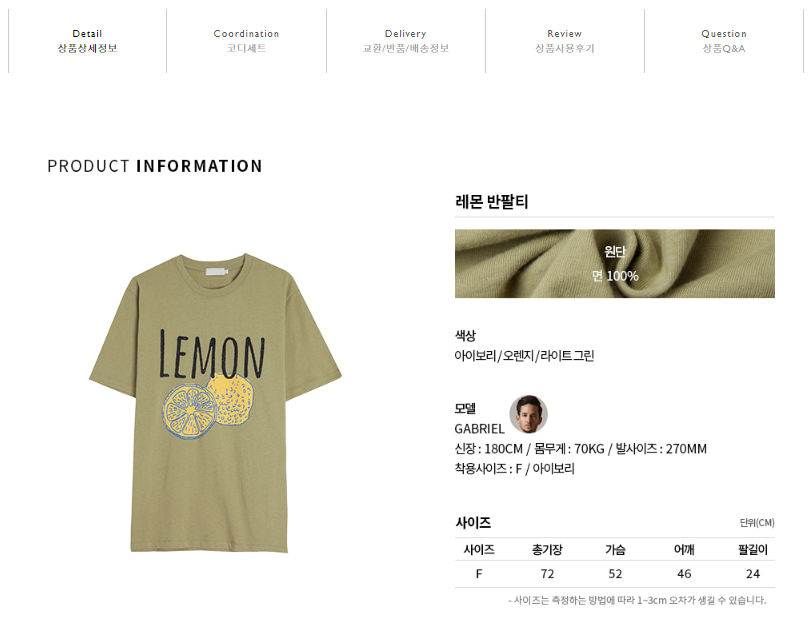 Detail
상품상세정보
Coordination
코디세트
Delivery
교환/반품/배송정보
Review
상품사용후기
Question
상품Q&A
PRODUCT INFORMATION
레몬 반팔티
원단
면 100%
LEMON
색상
아이보리/오렌지/라이트그린
모델
GABRIEL
신장 : 180CM / 몸무게 : 70KG / 발사이즈 : 270MM
착용사이즈 : F / 아이보리
사이즈 단위(CM)
사이즈 총기장 가슴 어깨 팔길이
F 72 52 46 24
- 사이즈는 측정하는 방법에 따라 1~3cm 오차가 생길 수 있습니다.